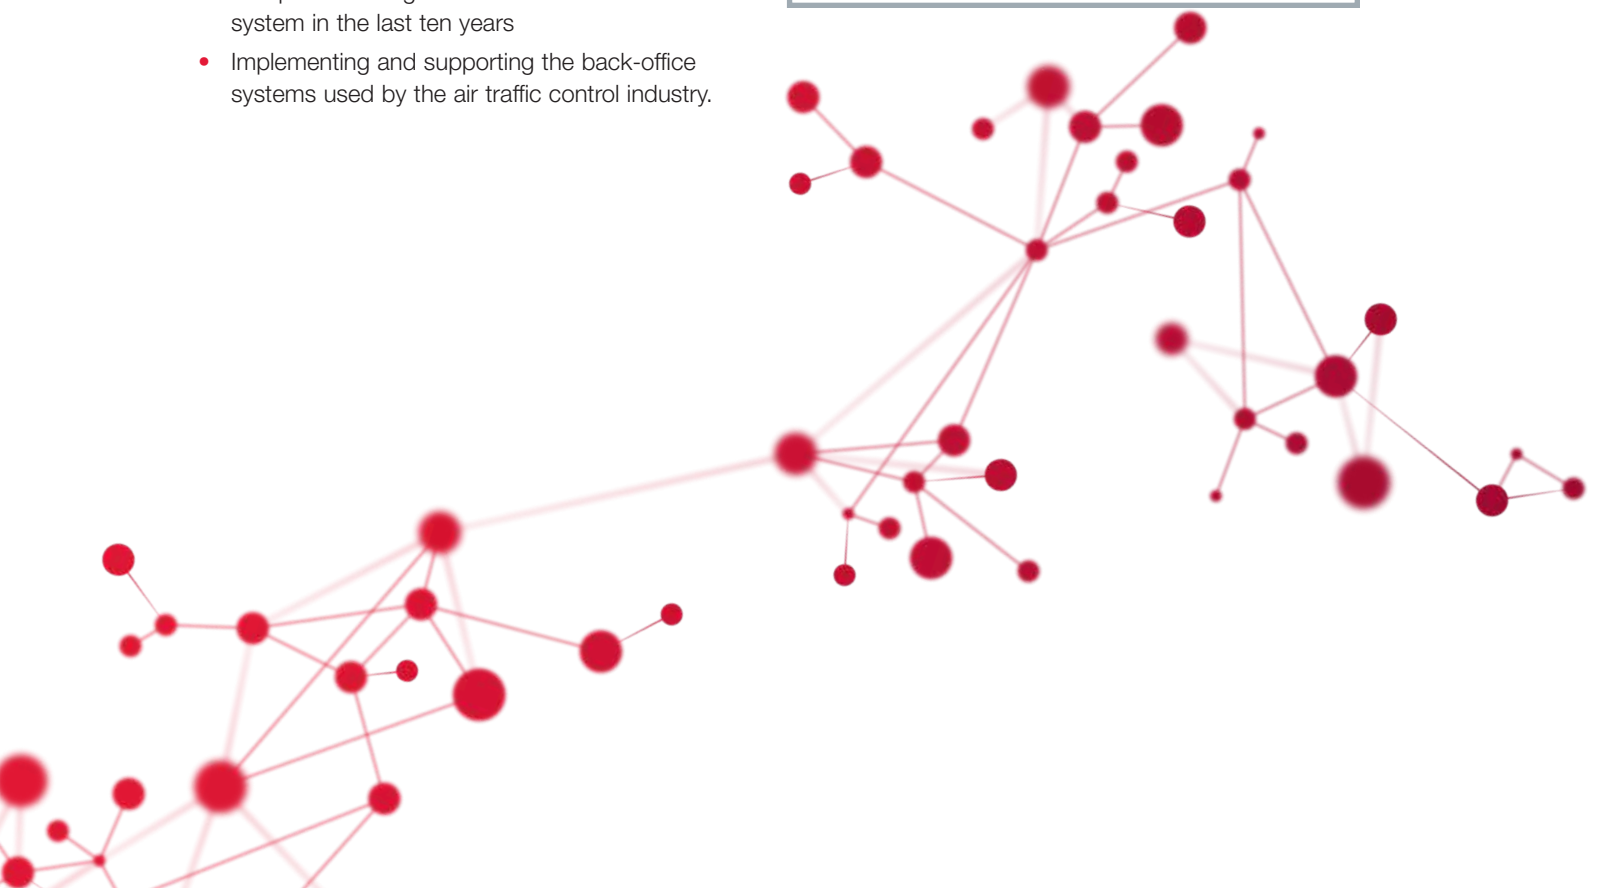 system in the last ten years
• Implementing and supporting the back-office
systems used by the air traffic control industry.